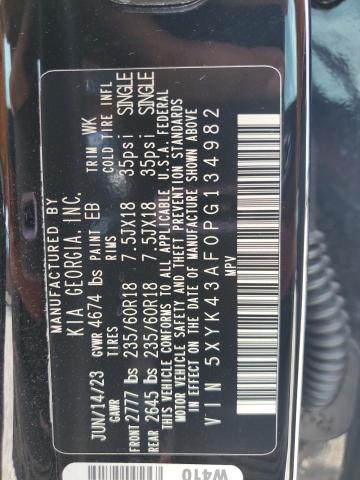 MANUFACTURED BY
KIA GEORGIA, INC.
JUN/14/23 GVWR 4674 lbs PAINT EB TRIM WK
GAWR TIRES RIMS COLD TIRE INFL
FRONT 2777 lbs 235/60R18 7.5JX18 35psi SINGLE
REAR 2645 lbs 235/60R18 7.5JX18 35psi SINGLE
THIS VEHICLE CONFORMS TO ALL APPLICABLE U.S.A. FEDERAL
MOTOR VEHICLE SAFETY AND THEFT PREVENTION STANDARDS
IN EFFECT ON THE DATE OF MANUFACTURE SHOWN ABOVE.
VIN 5XYK43AF0PG134982
MPV
W410